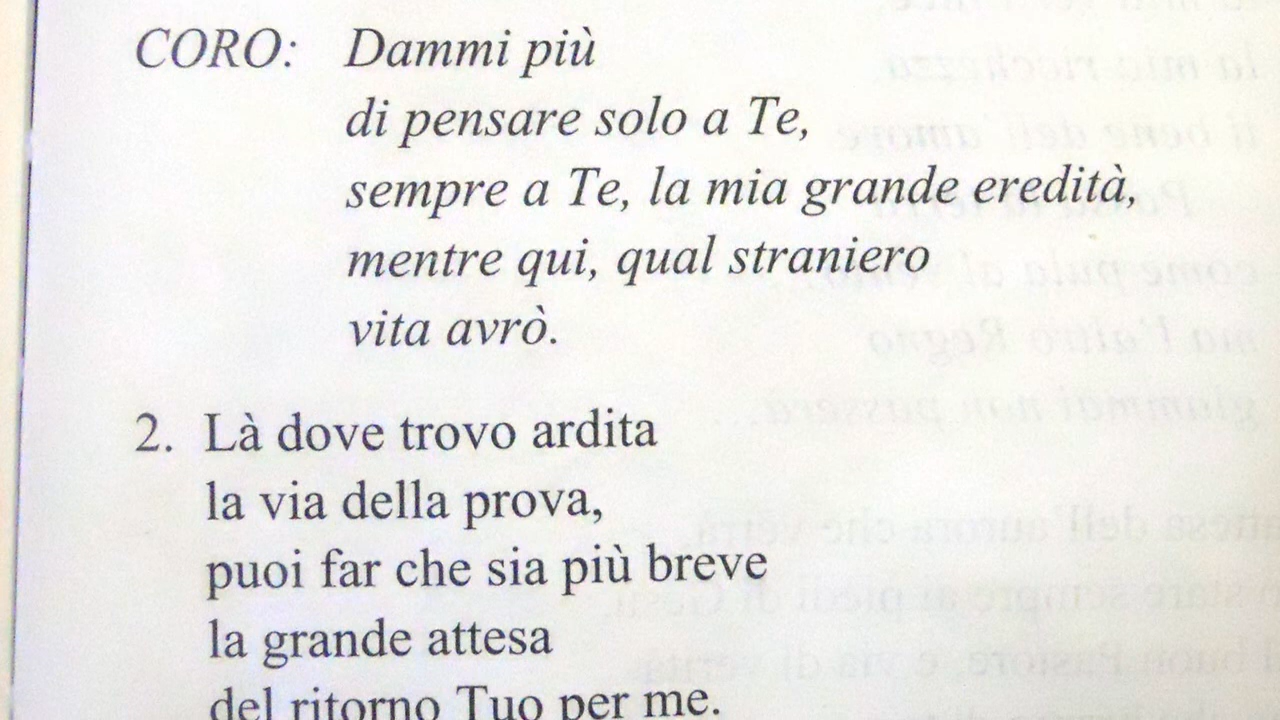 CORO: Dammi più
di pensare solo a Te,
sempre a Te, la mia grande eredità,
mentre qui, qual straniero
vita avrò.
2. Là dove trovo ardita
la via della prova,
puoi far che sia più breve
la grande attesa
del ritorno Tuo per me.